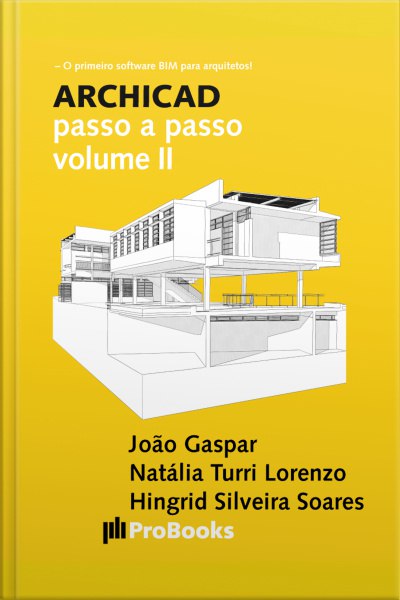 – O primeiro software BIM para arquitetos!
ARCHICAD
passo a passo
volume II
João Gaspar
Natália Turri Lorenzo
Hingrid Silveira Soares
ProBooks